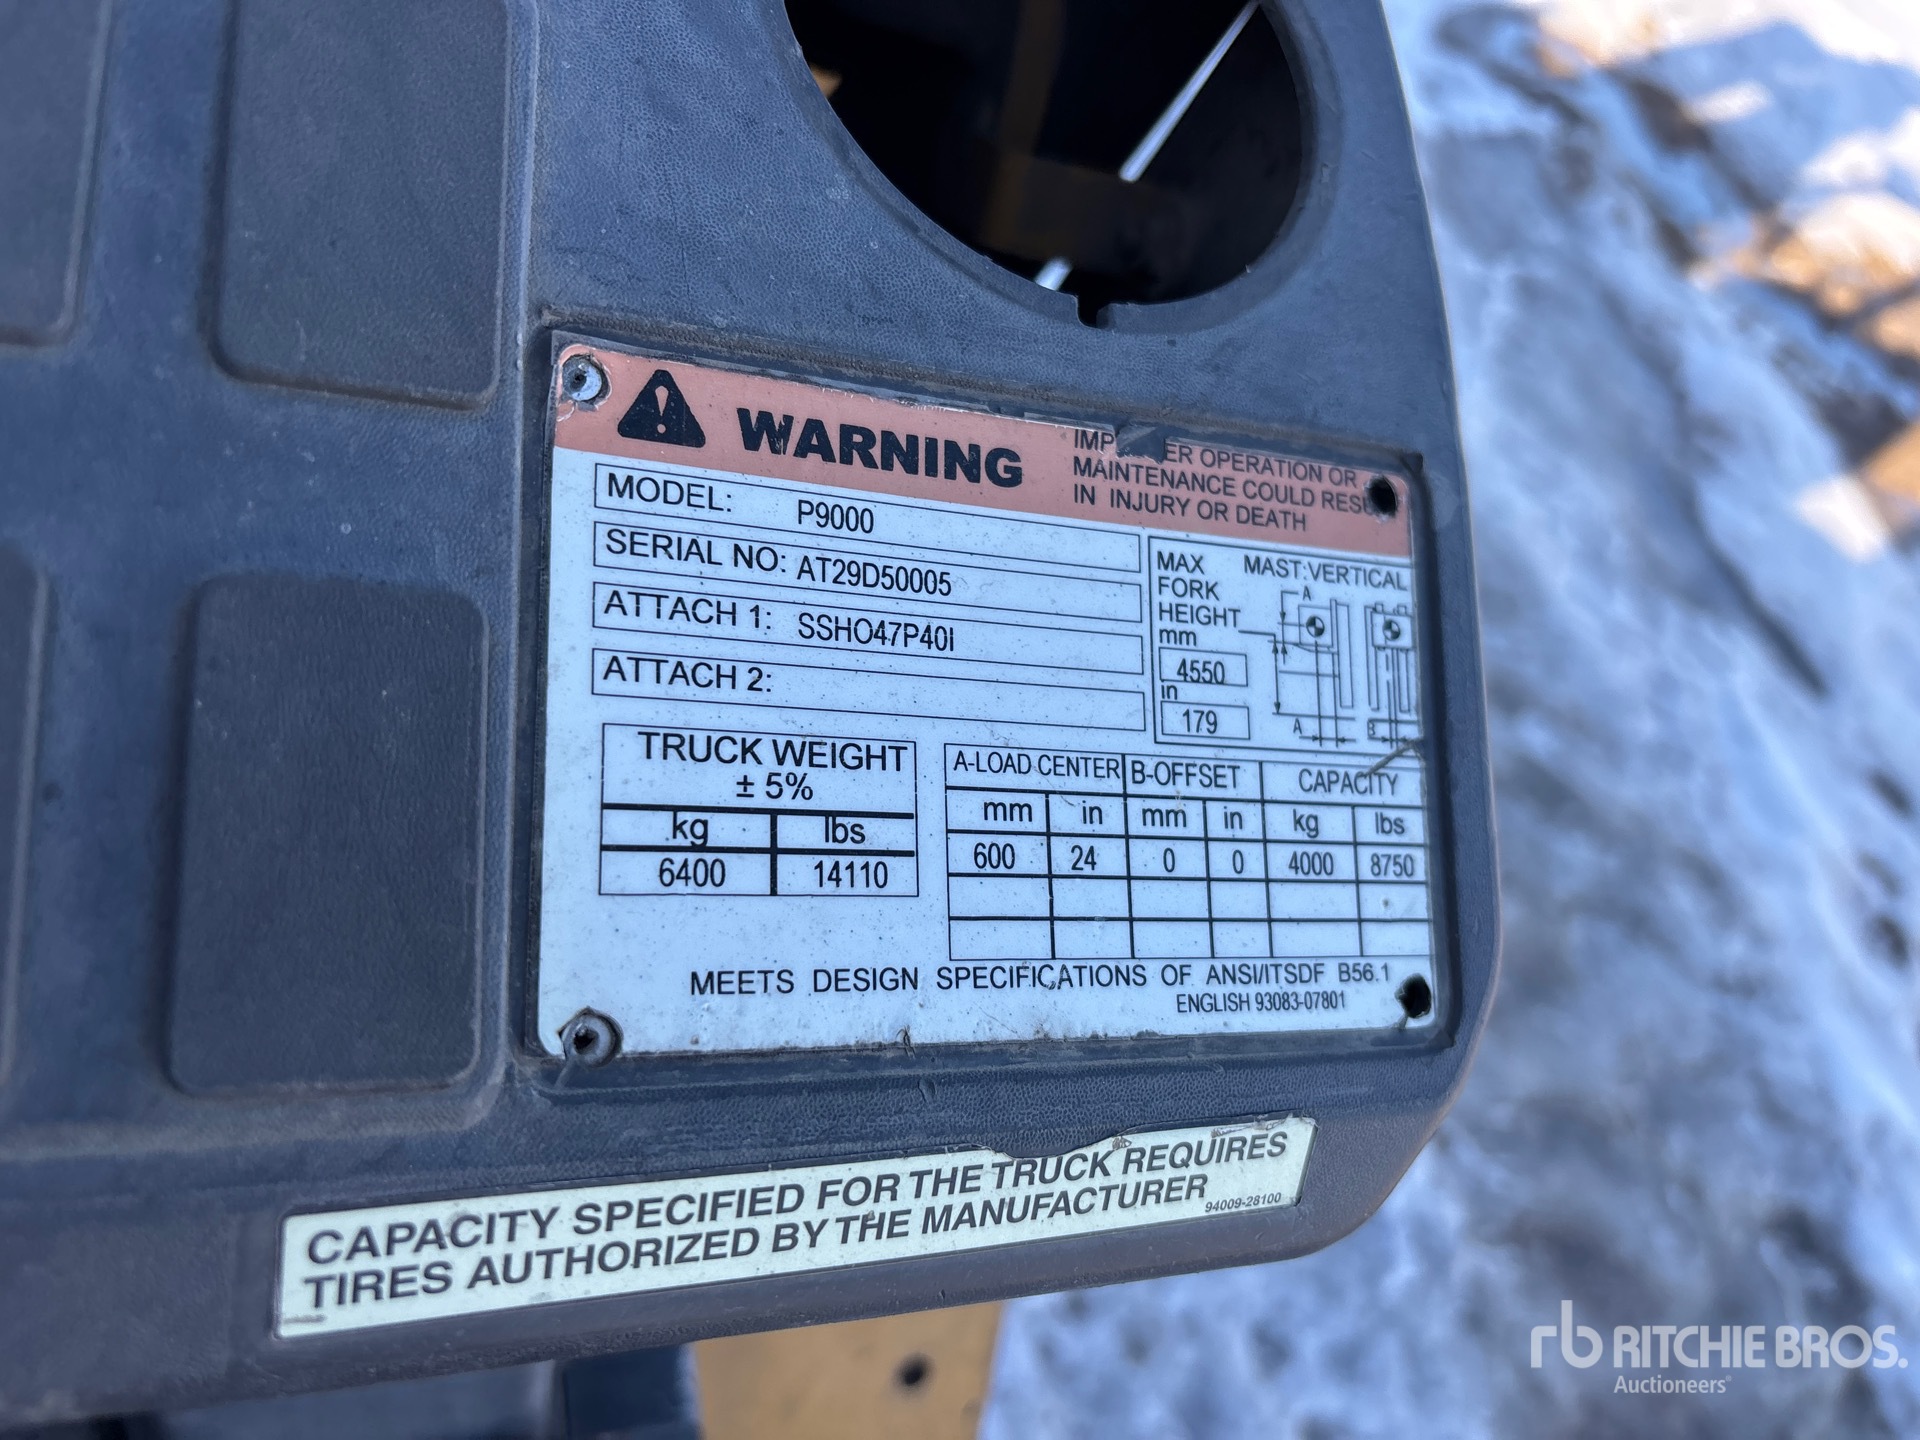 WARNING
OPERATION OR
MAINTENANCE COULD
IN INJURY OR DEATH
MODEL: P9000
SERIAL NO: AT29D50005
ATTACH 1: SSHO47P40I
ATTACH 2:
MAX FORK HEIGHT
MAST:VERTICAL
A
mm
4550
in
179
A B
TRUCK WEIGHT
± 5%
kg lbs
6400 14110
A-LOAD CENTER B-OFFSET CAPACITY
mm in mm in kg lbs
600 24 0 0 4000 8750
MEETS DESIGN SPECIFICATIONS OF ANSI/ITSDF B56.1
ENGLISH 93083-07801
CAPACITY SPECIFIED FOR THE TRUCK REQUIRES
TIRES AUTHORIZED BY THE MANUFACTURER
94009-28100
rb RITCHIE BROS.
Auctioneers